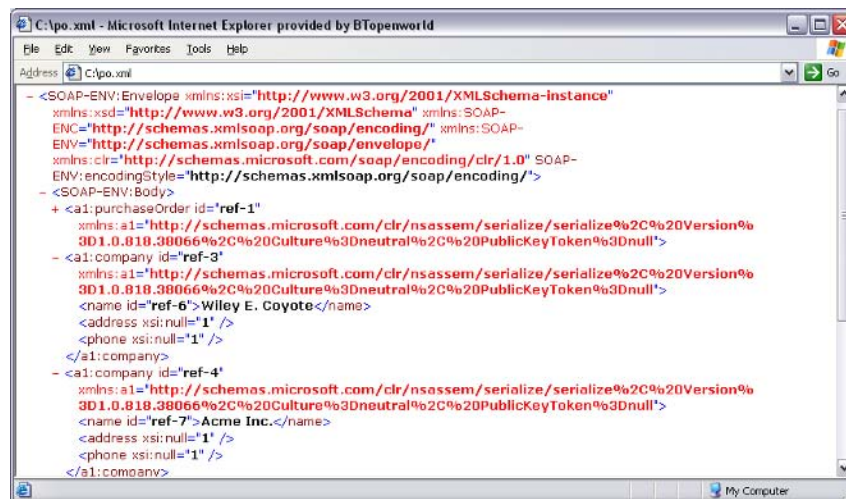 C:\po.xml - Microsoft Internet Explorer provided by BTopenworld
File Edit View Favorites Tools Help
Address C:\po.xml Go
- <SOAP-ENV:Envelope xmlns:xsi="http://www.w3.org/2001/XMLSchema-instance"
xmlns:xsd="http://www.w3.org/2001/XMLSchema" xmlns:SOAP-
ENC="http://schemas.xmlsoap.org/soap/encoding/" xmlns:SOAP-
ENV="http://schemas.xmlsoap.org/soap/envelope/"
xmlns:clr="http://schemas.microsoft.com/soap/encoding/clr/1.0" SOAP-
ENV:encodingStyle="http://schemas.xmlsoap.org/soap/encoding/">
- <SOAP-ENV:Body>
+ <a1:purchaseOrder id="ref-1"
xmlns:a1="http://schemas.microsoft.com/clr/nsassem/serialize/serialize%2C%20Version%
3D1.0.818.38066%2C%20Culture%3Dneutral%2C%20PublicKeyToken%3Dnull">
- <a1:company id="ref-3"
xmlns:a1="http://schemas.microsoft.com/clr/nsassem/serialize/serialize%2C%20Version%
3D1.0.818.38066%2C%20Culture%3Dneutral%2C%20PublicKeyToken%3Dnull">
<name id="ref-6">Wiley E. Coyote</name>
<address xsi:null="1" />
<phone xsi:null="1" />
</a1:company>
- <a1:company id="ref-4"
xmlns:a1="http://schemas.microsoft.com/clr/nsassem/serialize/serialize%2C%20Version%
3D1.0.818.38066%2C%20Culture%3Dneutral%2C%20PublicKeyToken%3Dnull">
<name id="ref-7">Acme Inc.</name>
<address xsi:null="1" />
<phone xsi:null="1" />
</a1:company>
My Computer